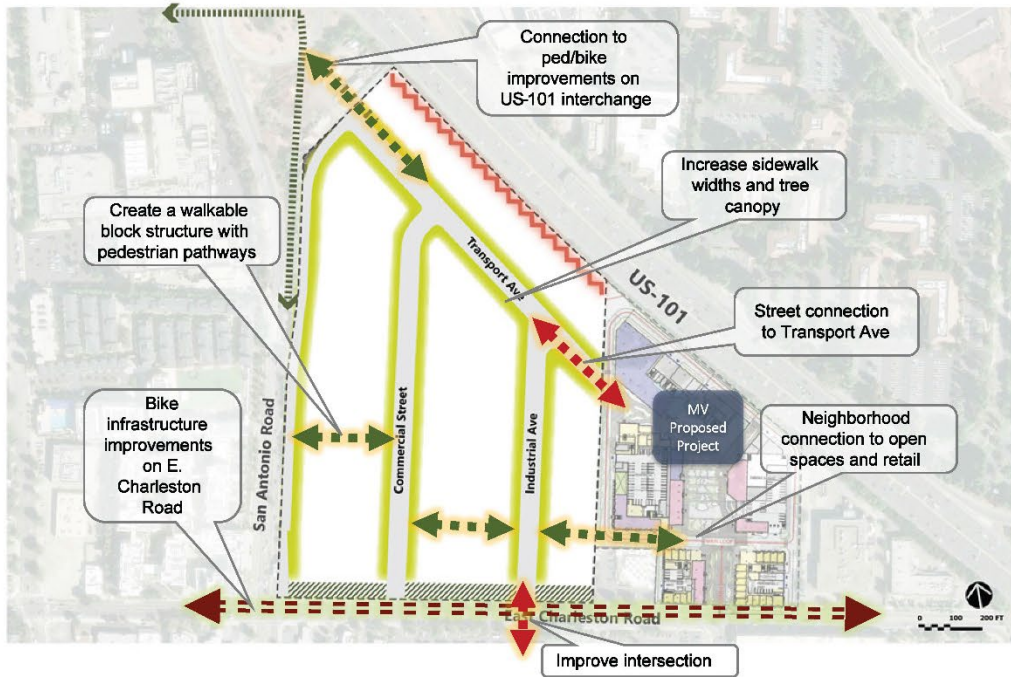 Connection to
ped/bike
improvements on
US-101 interchange
Increase sidewalk
widths and tree
canopy
Create a walkable
block structure with
pedestrian pathways
Transport Ave
US-101
Street connection
to Transport Ave
Bike
infrastructure
improvements
on E.
Charleston
Road
MV
Proposed
Project
Neighborhood
connection to open
spaces and retail
San Antonio Road
Commercial Street
Industrial Ave
East Charleston Road
Improve intersection
0 100 200 FT